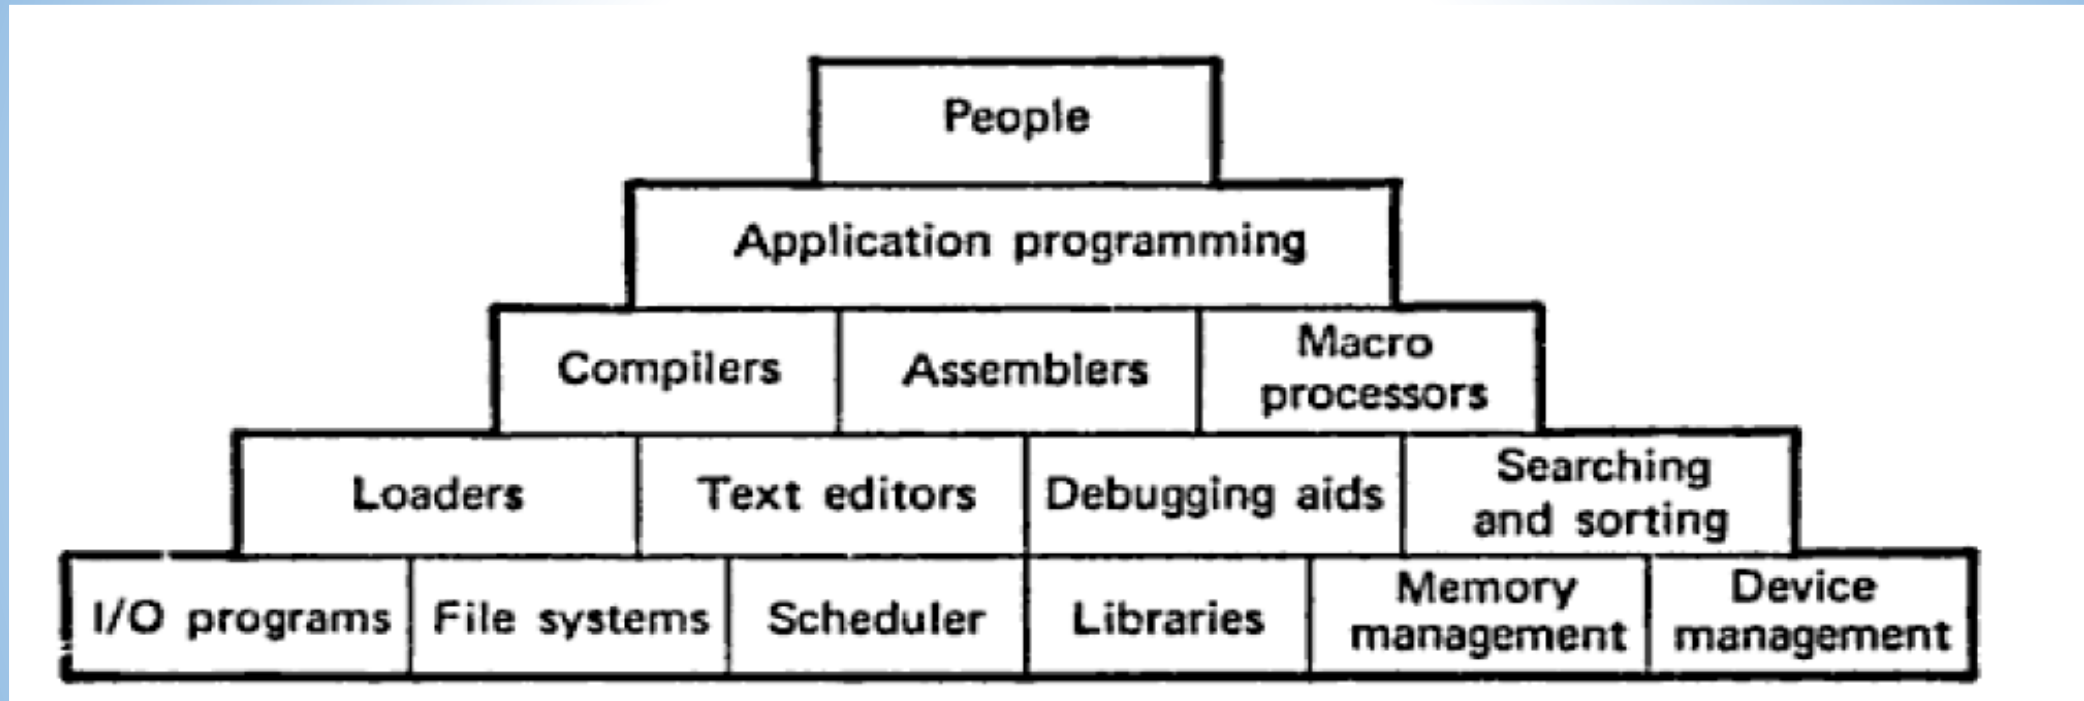 People
Application programming
Compilers
Assemblers
Macro
processors
Loaders
Text editors
Debugging aids
Searching
and sorting
I/O programs
File systems
Scheduler
Libraries
Memory
management
Device
management